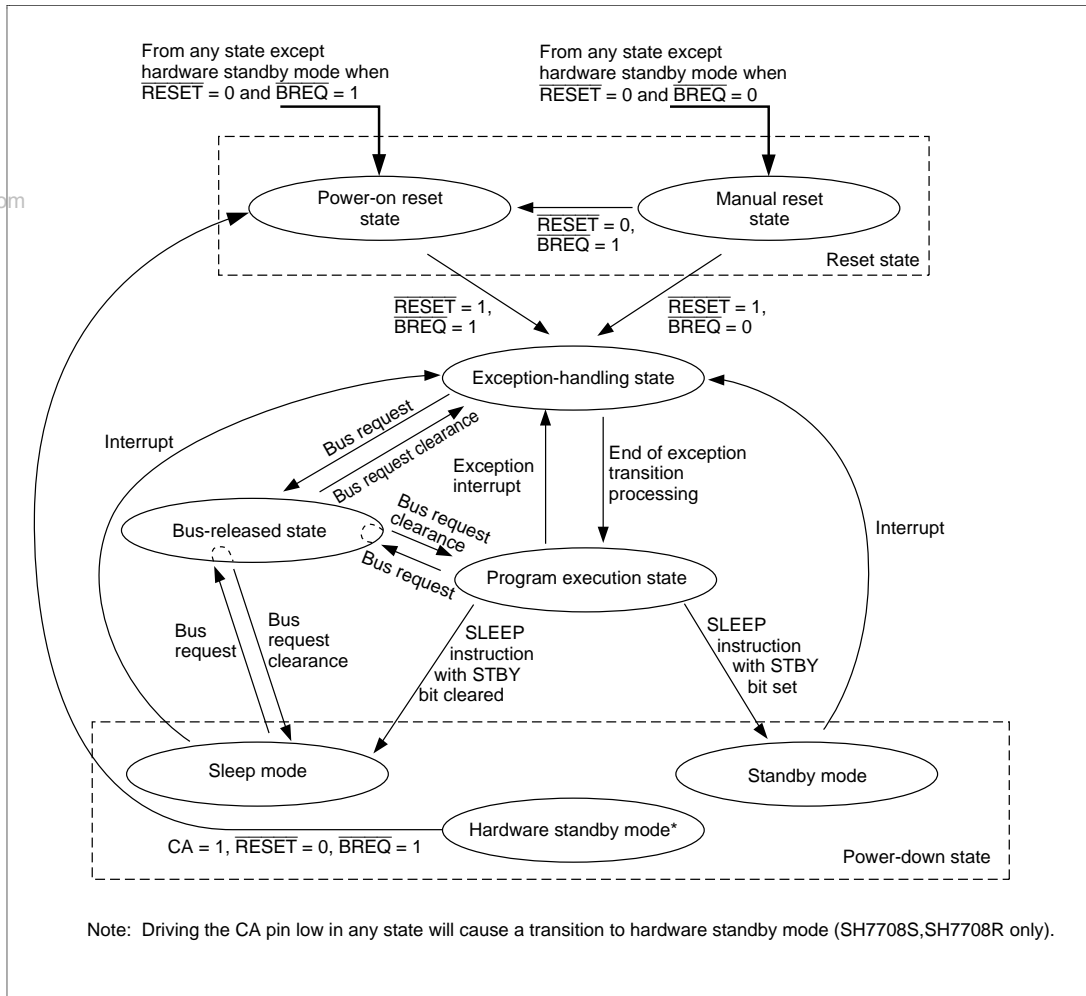 From any state except
hardware standby mode when
RESET = 0 and BREQ = 1
From any state except
hardware standby mode when
RESET = 0 and BREQ = 0
om
Power-on reset
state
Manual reset
state
RESET = 0,
BREQ = 1
Reset state
RESET = 1,
BREQ = 1
RESET = 1,
BREQ = 0
Exception-handling state
Interrupt
Bus request
Bus request clearance
Exception
interrupt
End of exception
transition
processing
Interrupt
Bus-released state
Bus request
clearance
Bus request
Program execution state
Bus
request
Bus
request
clearance
SLEEP
instruction
with STBY
bit cleared
SLEEP
instruction
with STBY
bit set
Sleep mode
Standby mode
Hardware standby mode*
CA = 1, RESET = 0, BREQ = 1
Power-down state
Note: Driving the CA pin low in any state will cause a transition to hardware standby mode (SH7708S,SH7708R only).